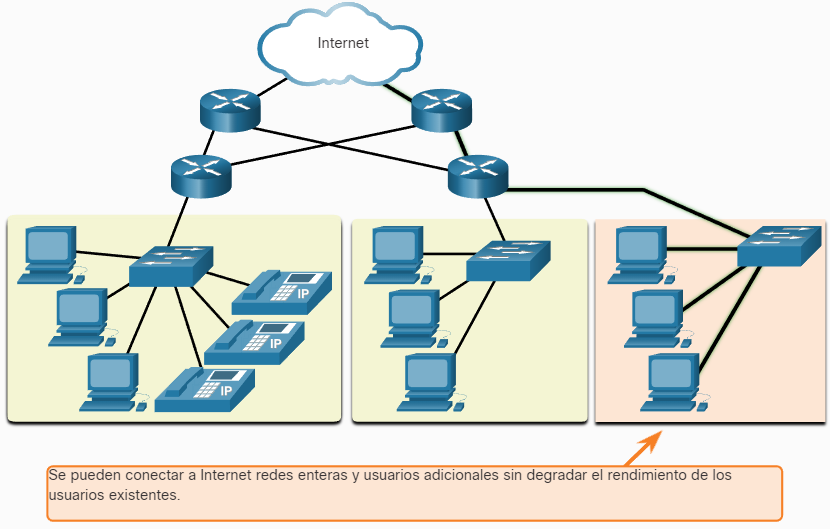 Internet
IP
IP
IP
Se pueden conectar a Internet redes enteras y usuarios adicionales sin degradar el rendimiento de los
usuarios existentes.